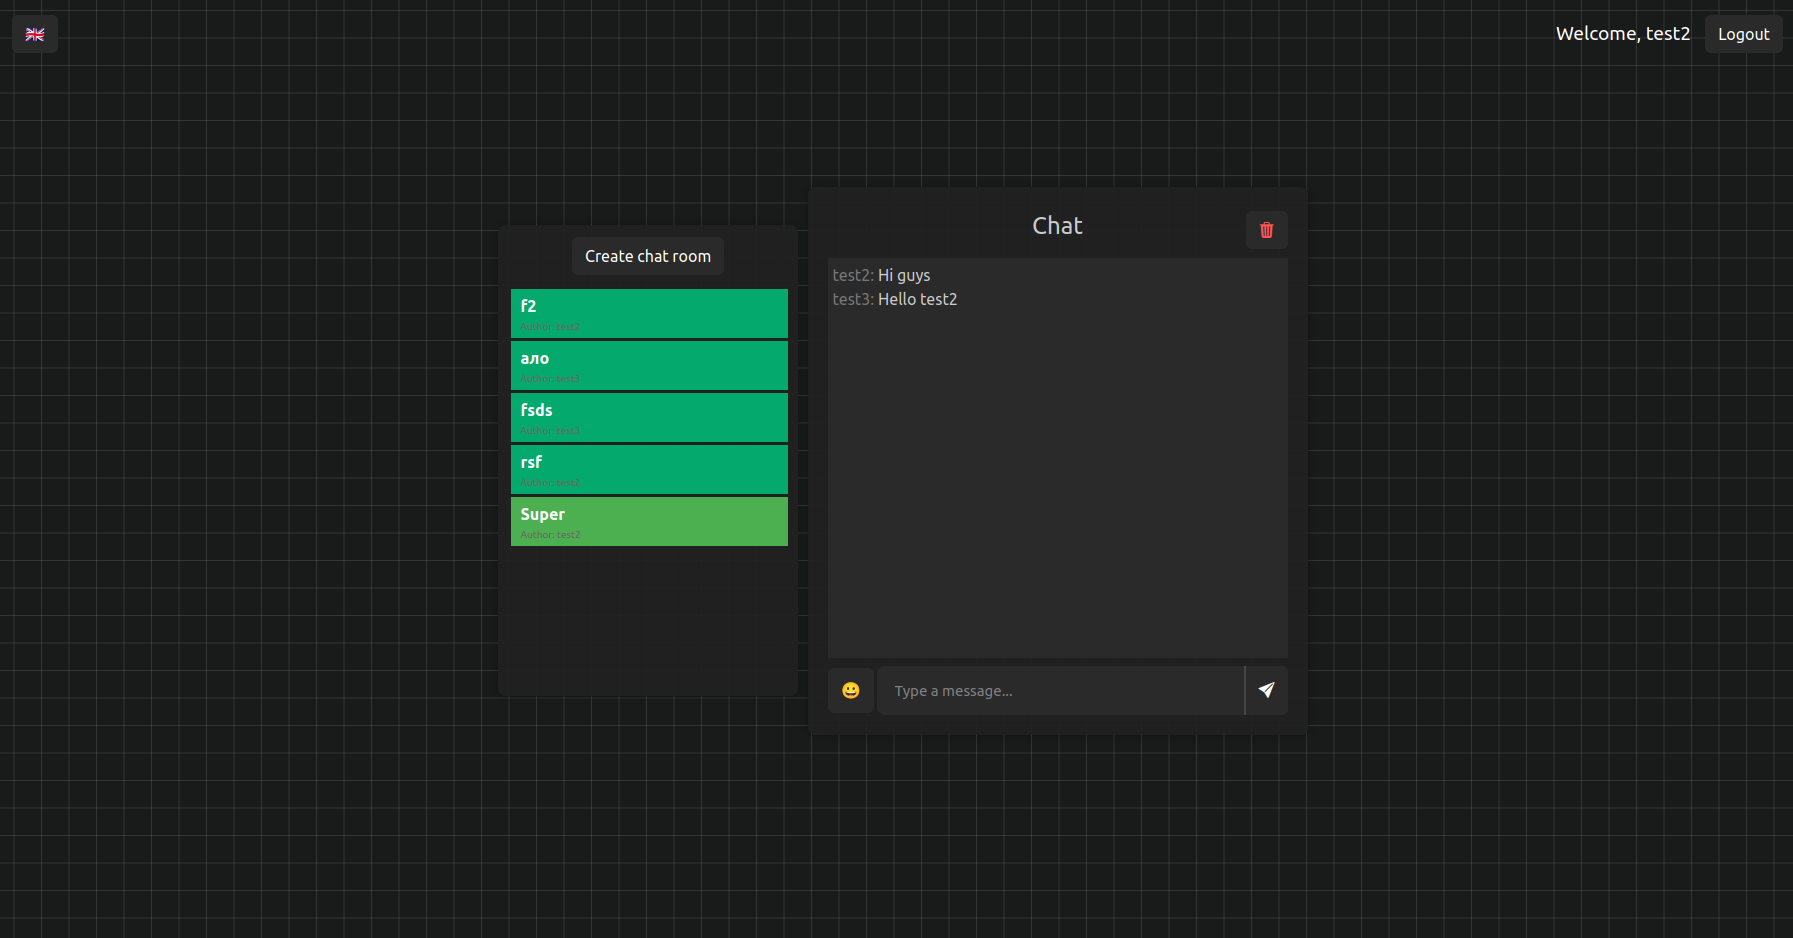 Welcome, test2
Logout
Create chat room
f2
Author: test2
ало
Author: test3
fsds
Author: test3
rsf
Author: test2
Super
Author: test2
Chat
test2: Hi guys
test3: Hello test2
Type a message...